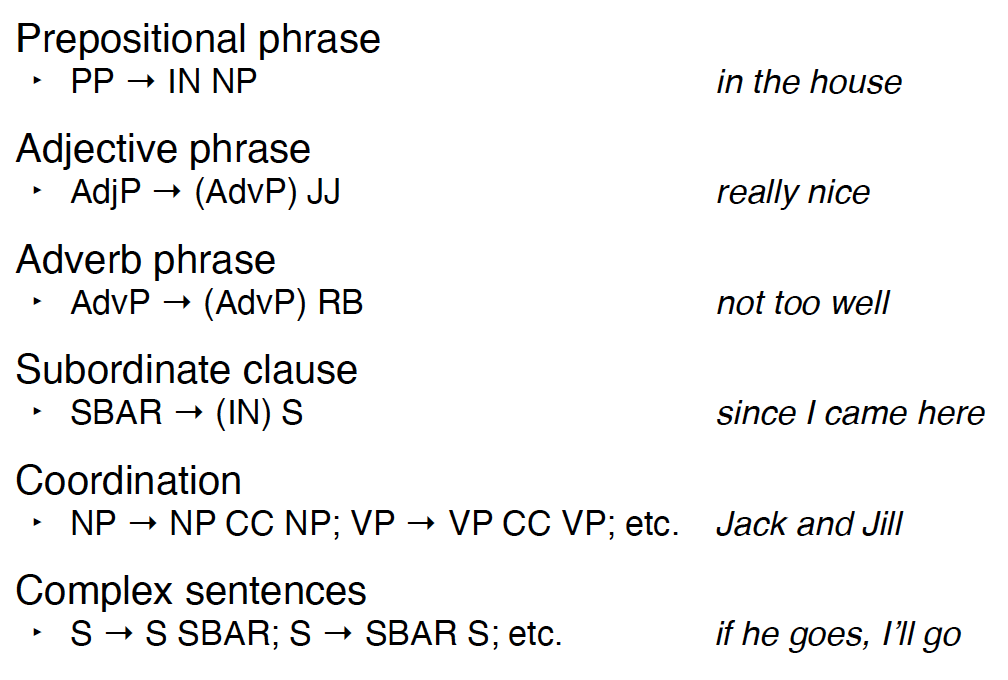 Prepositional phrase
‣ PP → IN NP in the house
Adjective phrase
‣ AdjP → (AdvP) JJ really nice
Adverb phrase
‣ AdvP → (AdvP) RB not too well
Subordinate clause
‣ SBAR → (IN) S since I came here
Coordination
‣ NP → NP CC NP; VP → VP CC VP; etc. Jack and Jill
Complex sentences
‣ S → S SBAR; S → SBAR S; etc. if he goes, I’ll go